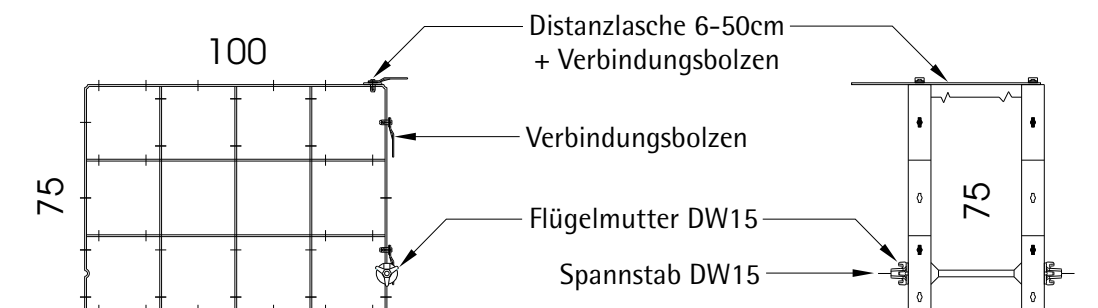 Distanzlasche 6-50cm
+ Verbindungsbolzen
100
Verbindungsbolzen
75
75
Flügelmutter DW15
Spannstab DW15